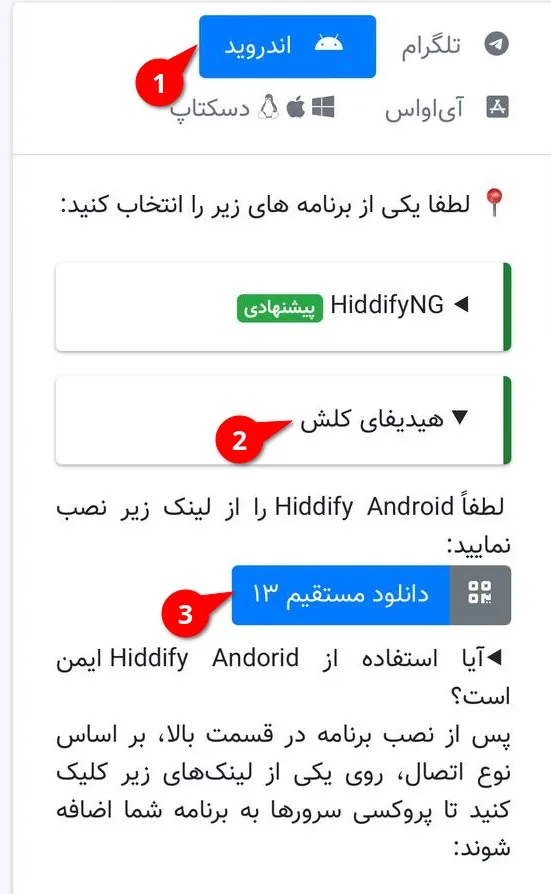 تلگرام
اندروید
1
آی‌اواس
دسکتاپ
لطفا یکی از برنامه های زیر را انتخاب کنید:
HiddifyNG پیشنهادی
هیدیفای کلش
2
لطفاً Hiddify Android را از لینک زیر نصب
نمایید:
دانلود مستقیم ۱۳
3
آیا استفاده از Hiddify Andorid ایمن
است؟
پس از نصب برنامه در قسمت بالا، بر اساس
نوع اتصال، روی یکی از لینک‌های زیر کلیک
کنید تا پروکسی سرورها به برنامه شما اضافه
شوند: